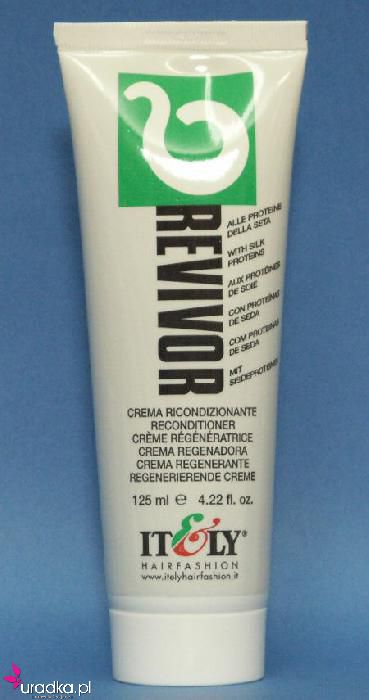 REVIVOR
ALLE PROTEINE
DELLA SETA
WITH SILK
PROTEINS
AUX PROTÉINES
DE SOIE
CON PROTEÍNAS
DE SEDA
COM PROTEINAS
DE SEDA
MIT
SEIDEPROTEINE
CREMA RICONDIZIONANTE
RECONDITIONER
CRÈME RÉGÉNÉRATRICE
CREMA REGENADORA
CREMA REGENERANTE
REGENERIERENDE CREME
125 ml e 4.22 fl. oz.
IT&LY®
HAIRFASHION
www.itelyhairfashion.it
uradka.pl